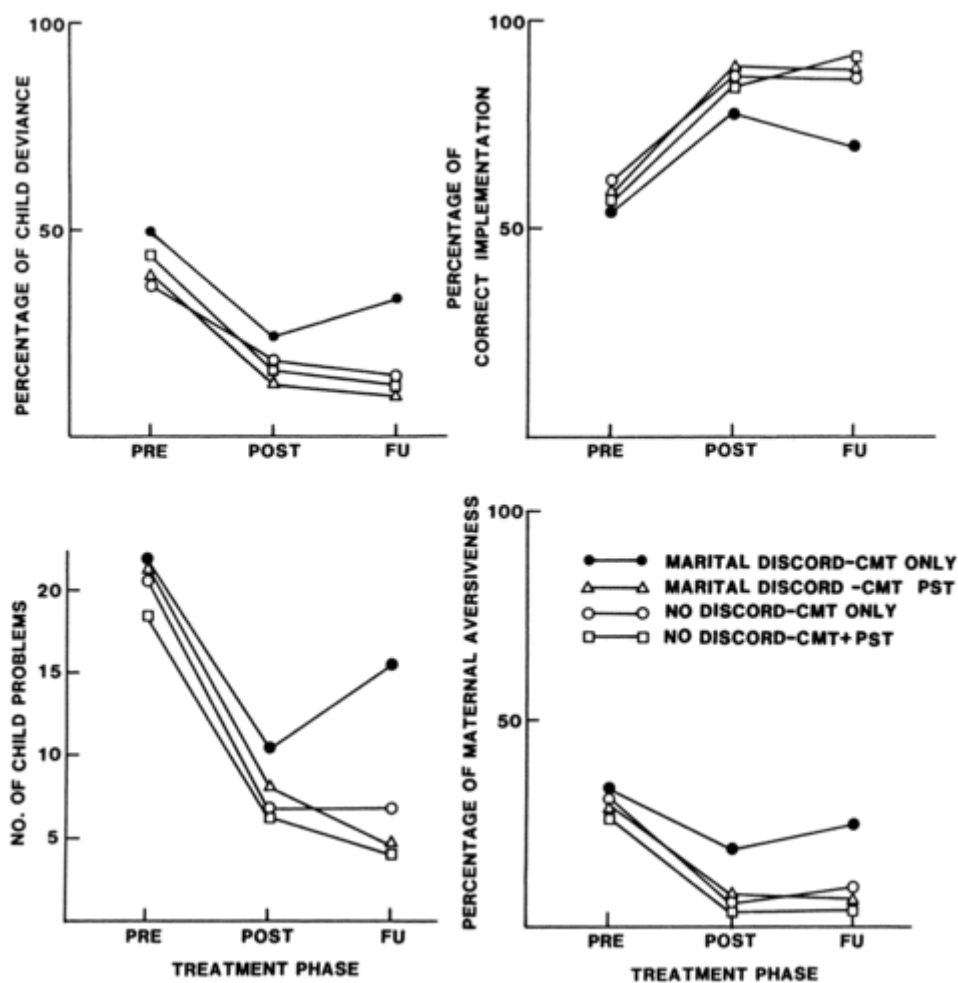 100
50
PERCENTAGE OF CHILD DEVIANCE
PRE POST FU
100
50
PERCENTAGE OF
CORRECT IMPLEMENTATION
PRE POST FU
20
15
10
5
NO. OF CHILD PROBLEMS
PRE POST FU
TREATMENT PHASE
100
50
PERCENTAGE OF MATERNAL AVERSIVENESS
MARITAL DISCORD-CMT ONLY
MARITAL DISCORD -CMT PST
NO DISCORD-CMT ONLY
NO DISCORD-CMT+PST
PRE POST FU
TREATMENT PHASE